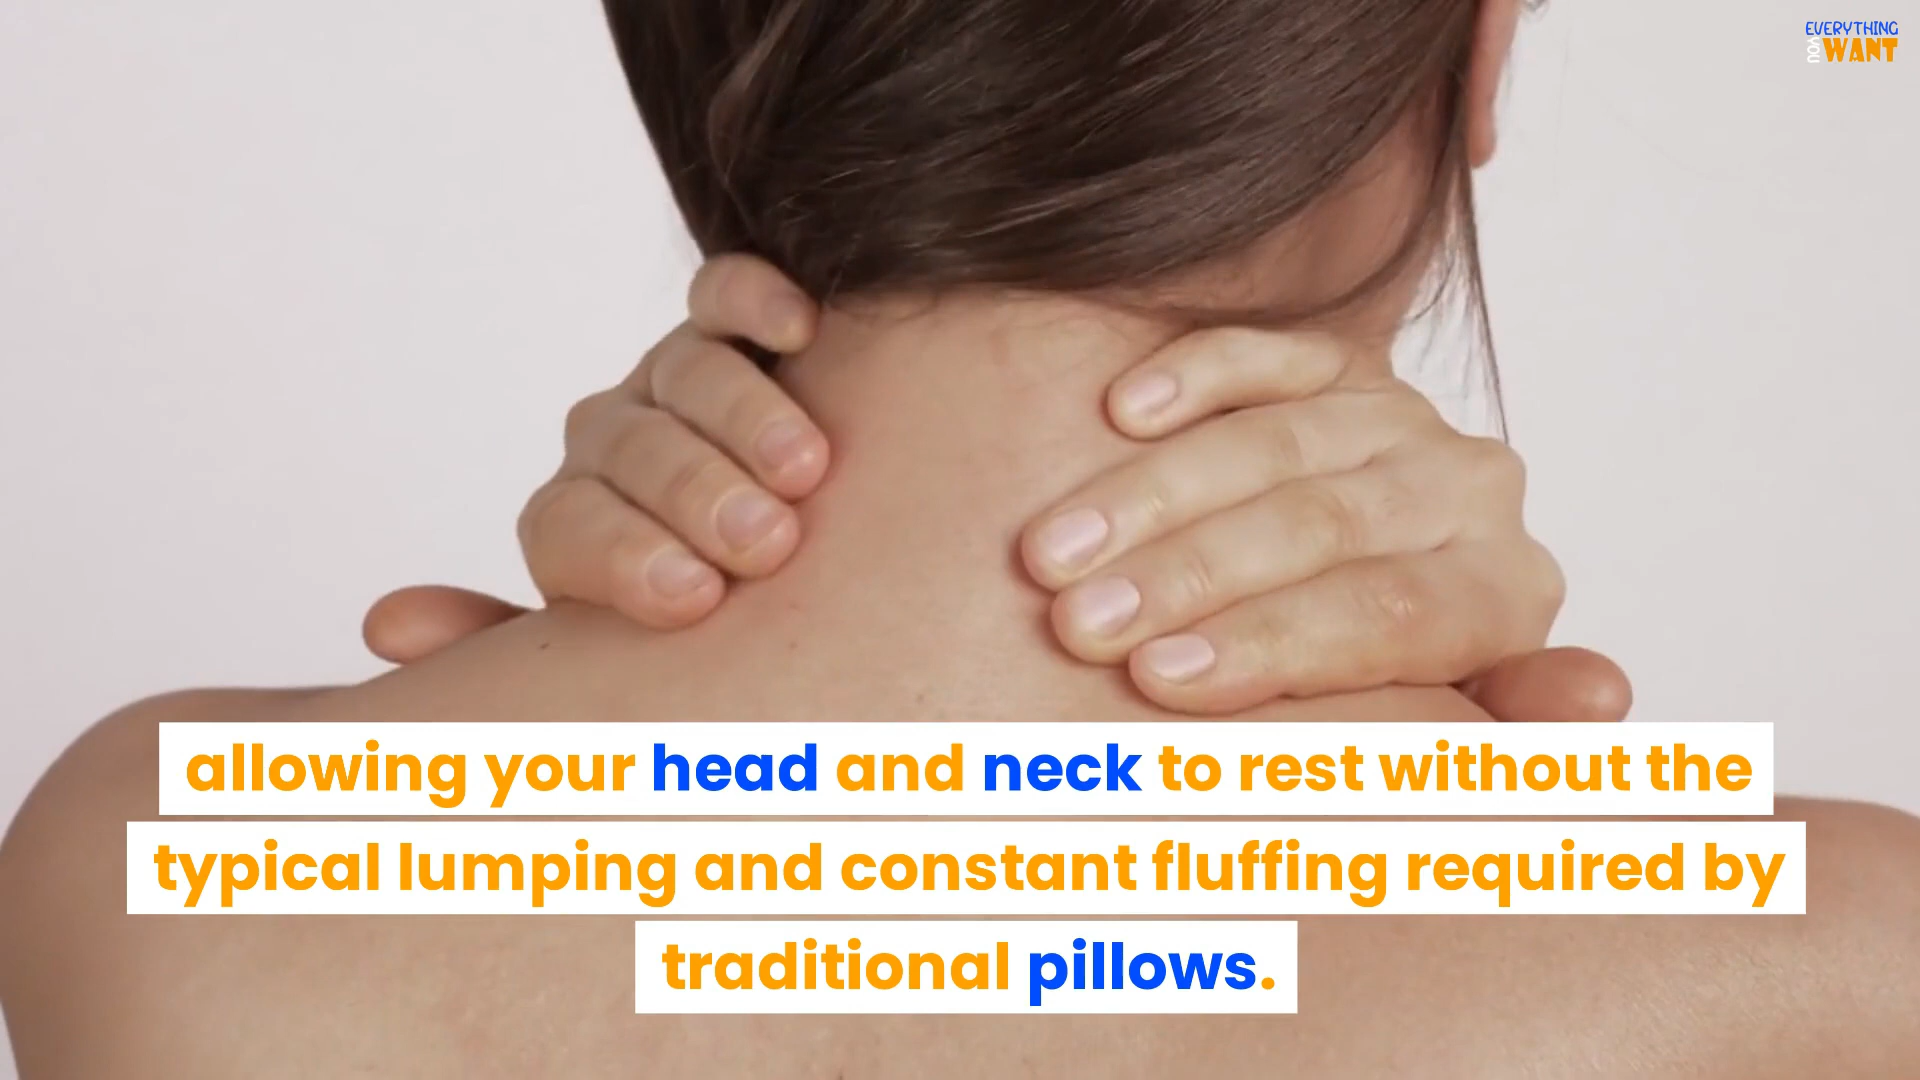 EVERYTHING
YOU WANT
allowing your head and neck to rest without the
typical lumping and constant fluffing required by
traditional pillows.